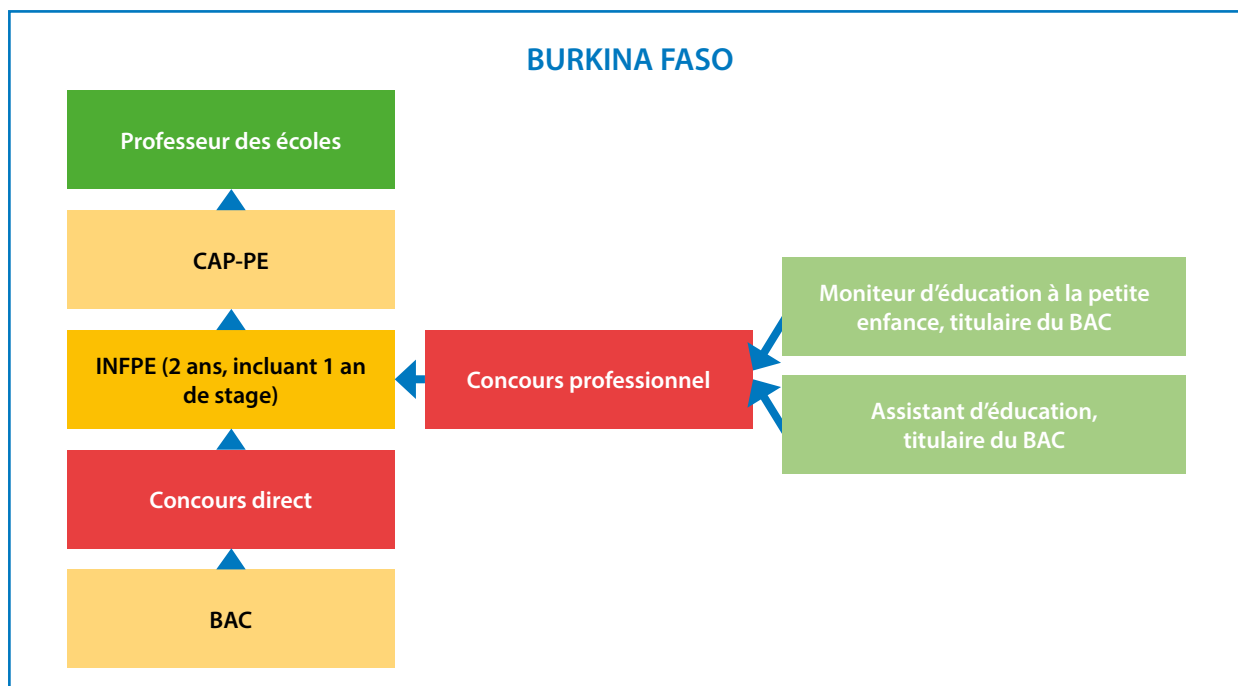 BURKINA FASO
Professeur des écoles
CAP-PE
INFPE (2 ans, incluant 1 an
de stage)
Concours direct
BAC
Concours professionnel
Moniteur d’éducation à la petite
enfance, titulaire du BAC
Assistant d’éducation,
titulaire du BAC